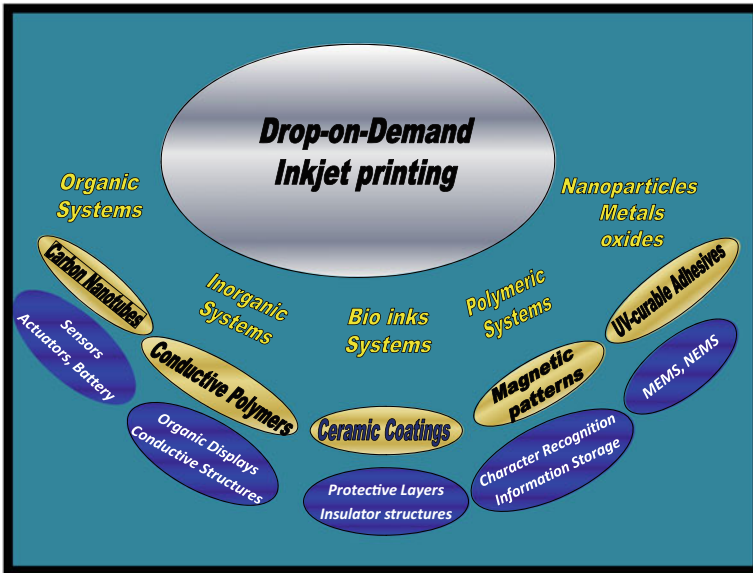 Drop-on-Demand
Inkjet printing
Organic
Systems
Inorganic
Systems
Bio inks
Systems
Polymeric
Systems
Nanoparticles
Metals
oxides
Carbon Nanotubes
Conductive Polymers
Ceramic Coatings
Magnetic
patterns
UV-curable Adhesives
Sensors
Actuators, Battery
Organic Displays
Conductive Structures
Protective Layers
Insulator structures
Character Recognition
Information Storage
MEMS, NEMS